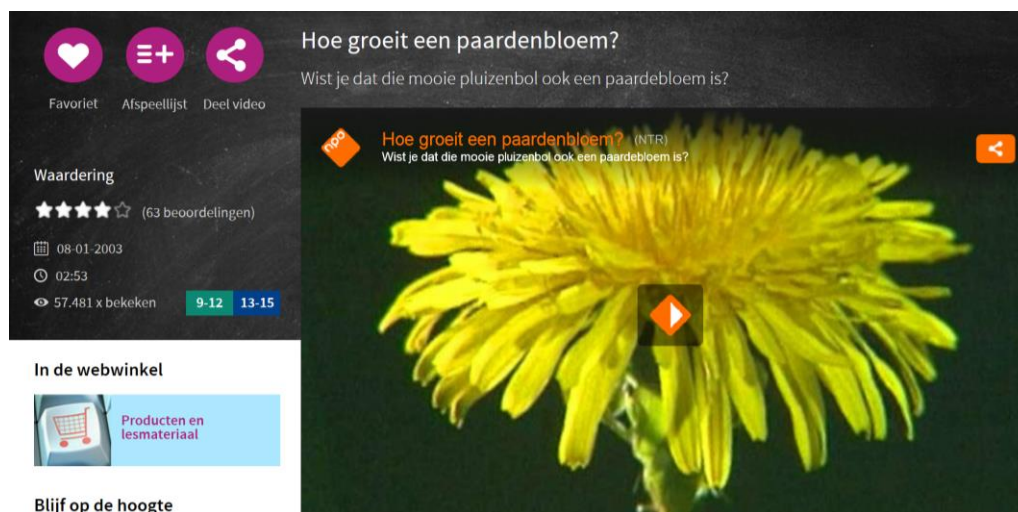 Hoe groeit een paardenbloem?
Wist je dat die mooie pluizenbol ook een paardebloem is?
Favoriet Afspeellijst Deel video
npo
Hoe groeit een paardenbloem? (NTR)
Wist je dat die mooie pluizenbol ook een paardebloem is?
Waardering
(63 beoordelingen)
08-01-2003
02:53
57.481 x bekeken 9-12 13-15
In de webwinkel
Producten en
lesmateriaal
Blijf op de hoogte